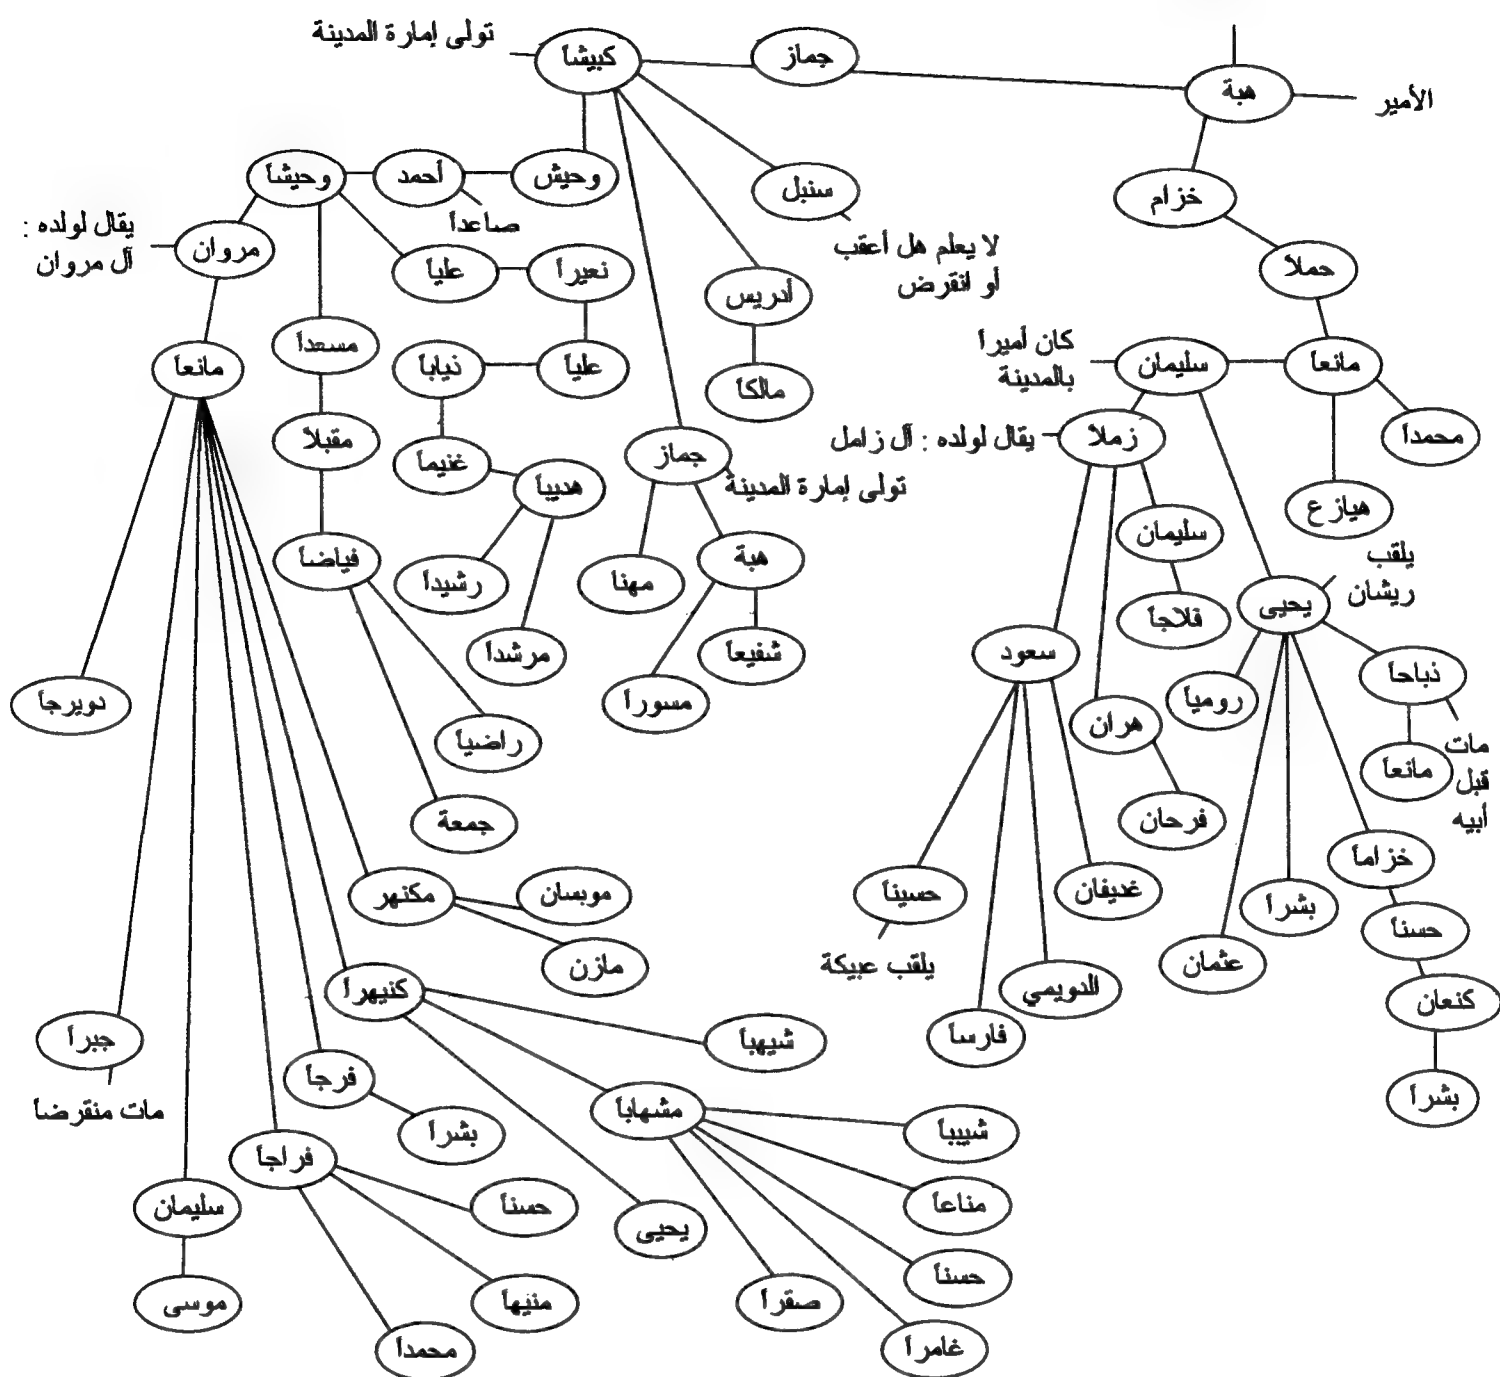 تولى إمارة المدينة
كبيشا
جماز
هبة
الأمير
وحيشا
أحمد
وحيش
سنبل
خزام
صاعدا
يقال لولده :
آل مروان
مروان
عليا
نعيرا
أدريس
لا يعلم هل أعقب
أو انقرض
حملا
مانعا
مسعدا
ذيابا
عليا
مالكا
كان أميرا
بالمدينة
سليمان
مانعا
محمدا
مقبلا
غنيما
هديبا
جماز
تولى إمارة المدينة
يقال لولده : آل زامل
زملا
هيازع
فياضا
رشيدا
مرشدا
مهنا
هبة
شفيعا
مسورا
سليمان
فلاجا
يلقب
ريشان
يحيى
سعود
هران
روميا
ذباحا
مانعا
مات
قبل
أبيه
دويرجا
راضيا
جمعة
فرحان
خزاما
مكنهر
موبسان
مازن
حسينا
يلقب عبيكة
غديفان
بشرا
حسنا
عثمان
كنعان
كنيهرا
شيهبا
فارسا
الدويمي
بشرا
جبرا
مات منقرضا
فرجا
بشرا
مشهابا
شبيبا
فراجا
سليمان
حسنا
يحيى
مناعا
موسى
منيها
صقرا
حسنا
محمدا
غامرا